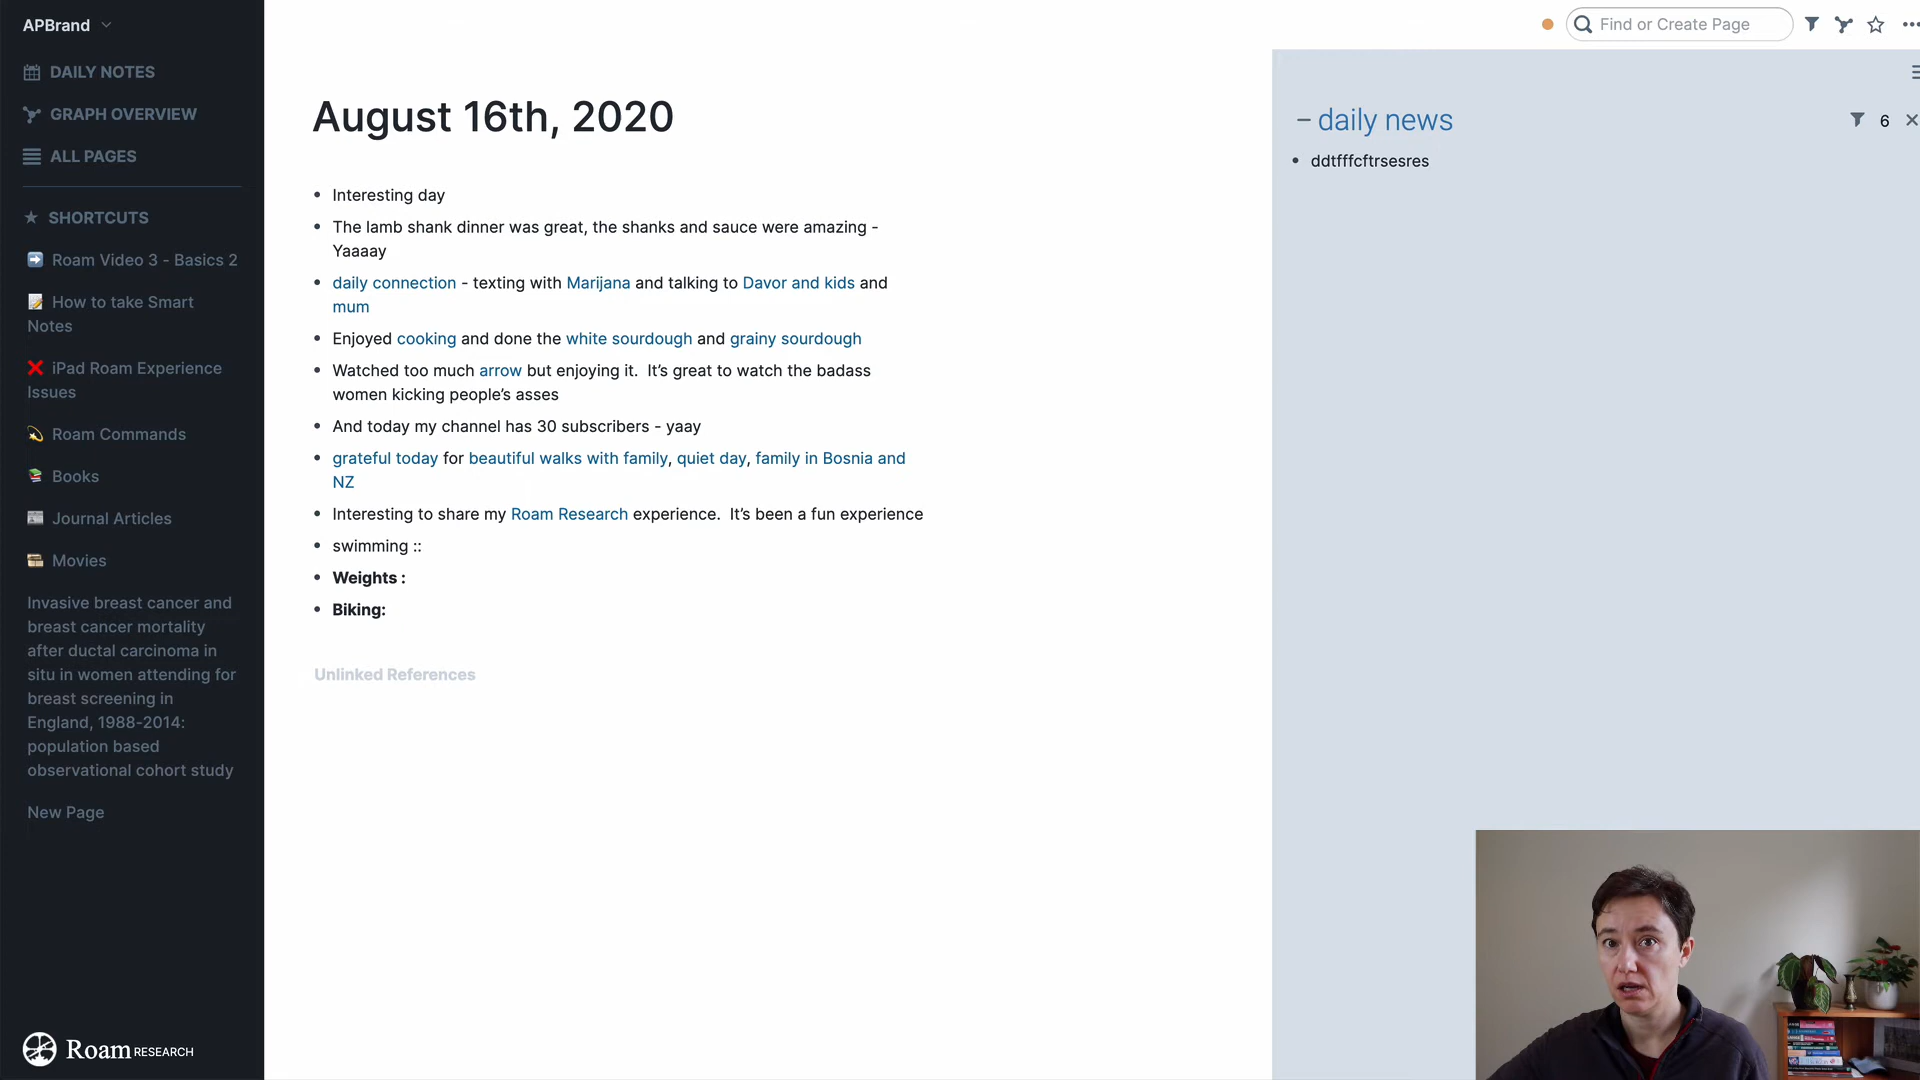 APBrand
DAILY NOTES
GRAPH OVERVIEW
ALL PAGES
SHORTCUTS
Roam Video 3 - Basics 2
How to take Smart
Notes
iPad Roam Experience
Issues
Roam Commands
Books
Journal Articles
Movies
Invasive breast cancer and
breast cancer mortality
after ductal carcinoma in
situ in women attending for
breast screening in
England, 1988-2014:
population based
observational cohort study
New Page
Roam RESEARCH
Find or Create Page
August 16th, 2020
Interesting day
The lamb shank dinner was great, the shanks and sauce were amazing -
Yaaaay
daily connection - texting with Marijana and talking to Davor and kids and
mum
Enjoyed cooking and done the white sourdough and grainy sourdough
Watched too much arrow but enjoying it.  It’s great to watch the badass
women kicking people’s asses
And today my channel has 30 subscribers - yaay
grateful today for beautiful walks with family, quiet day, family in Bosnia and
NZ
Interesting to share my Roam Research experience.  It’s been a fun experience
swimming ::
Weights :
Biking:
Unlinked References
daily news
6
ddtfffcftrsesres